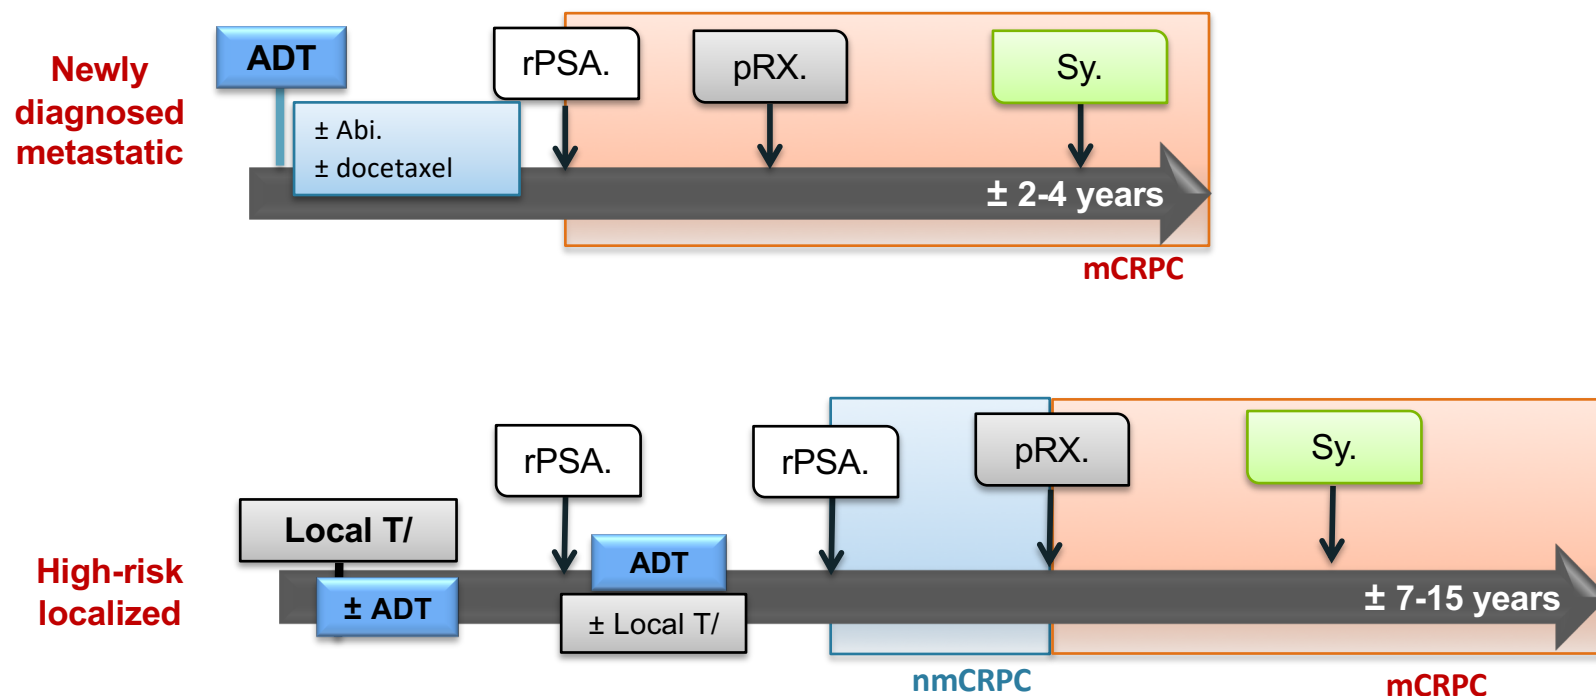 Newly
diagnosed
metastatic
ADT
± Abi.
± docetaxel
rPSA.
pRX.
Sy.
± 2-4 years
mCRPC
High-risk
localized
Local T/
± ADT
rPSA.
ADT
± Local T/
rPSA.
pRX.
Sy.
± 7-15 years
nmCRPC
mCRPC